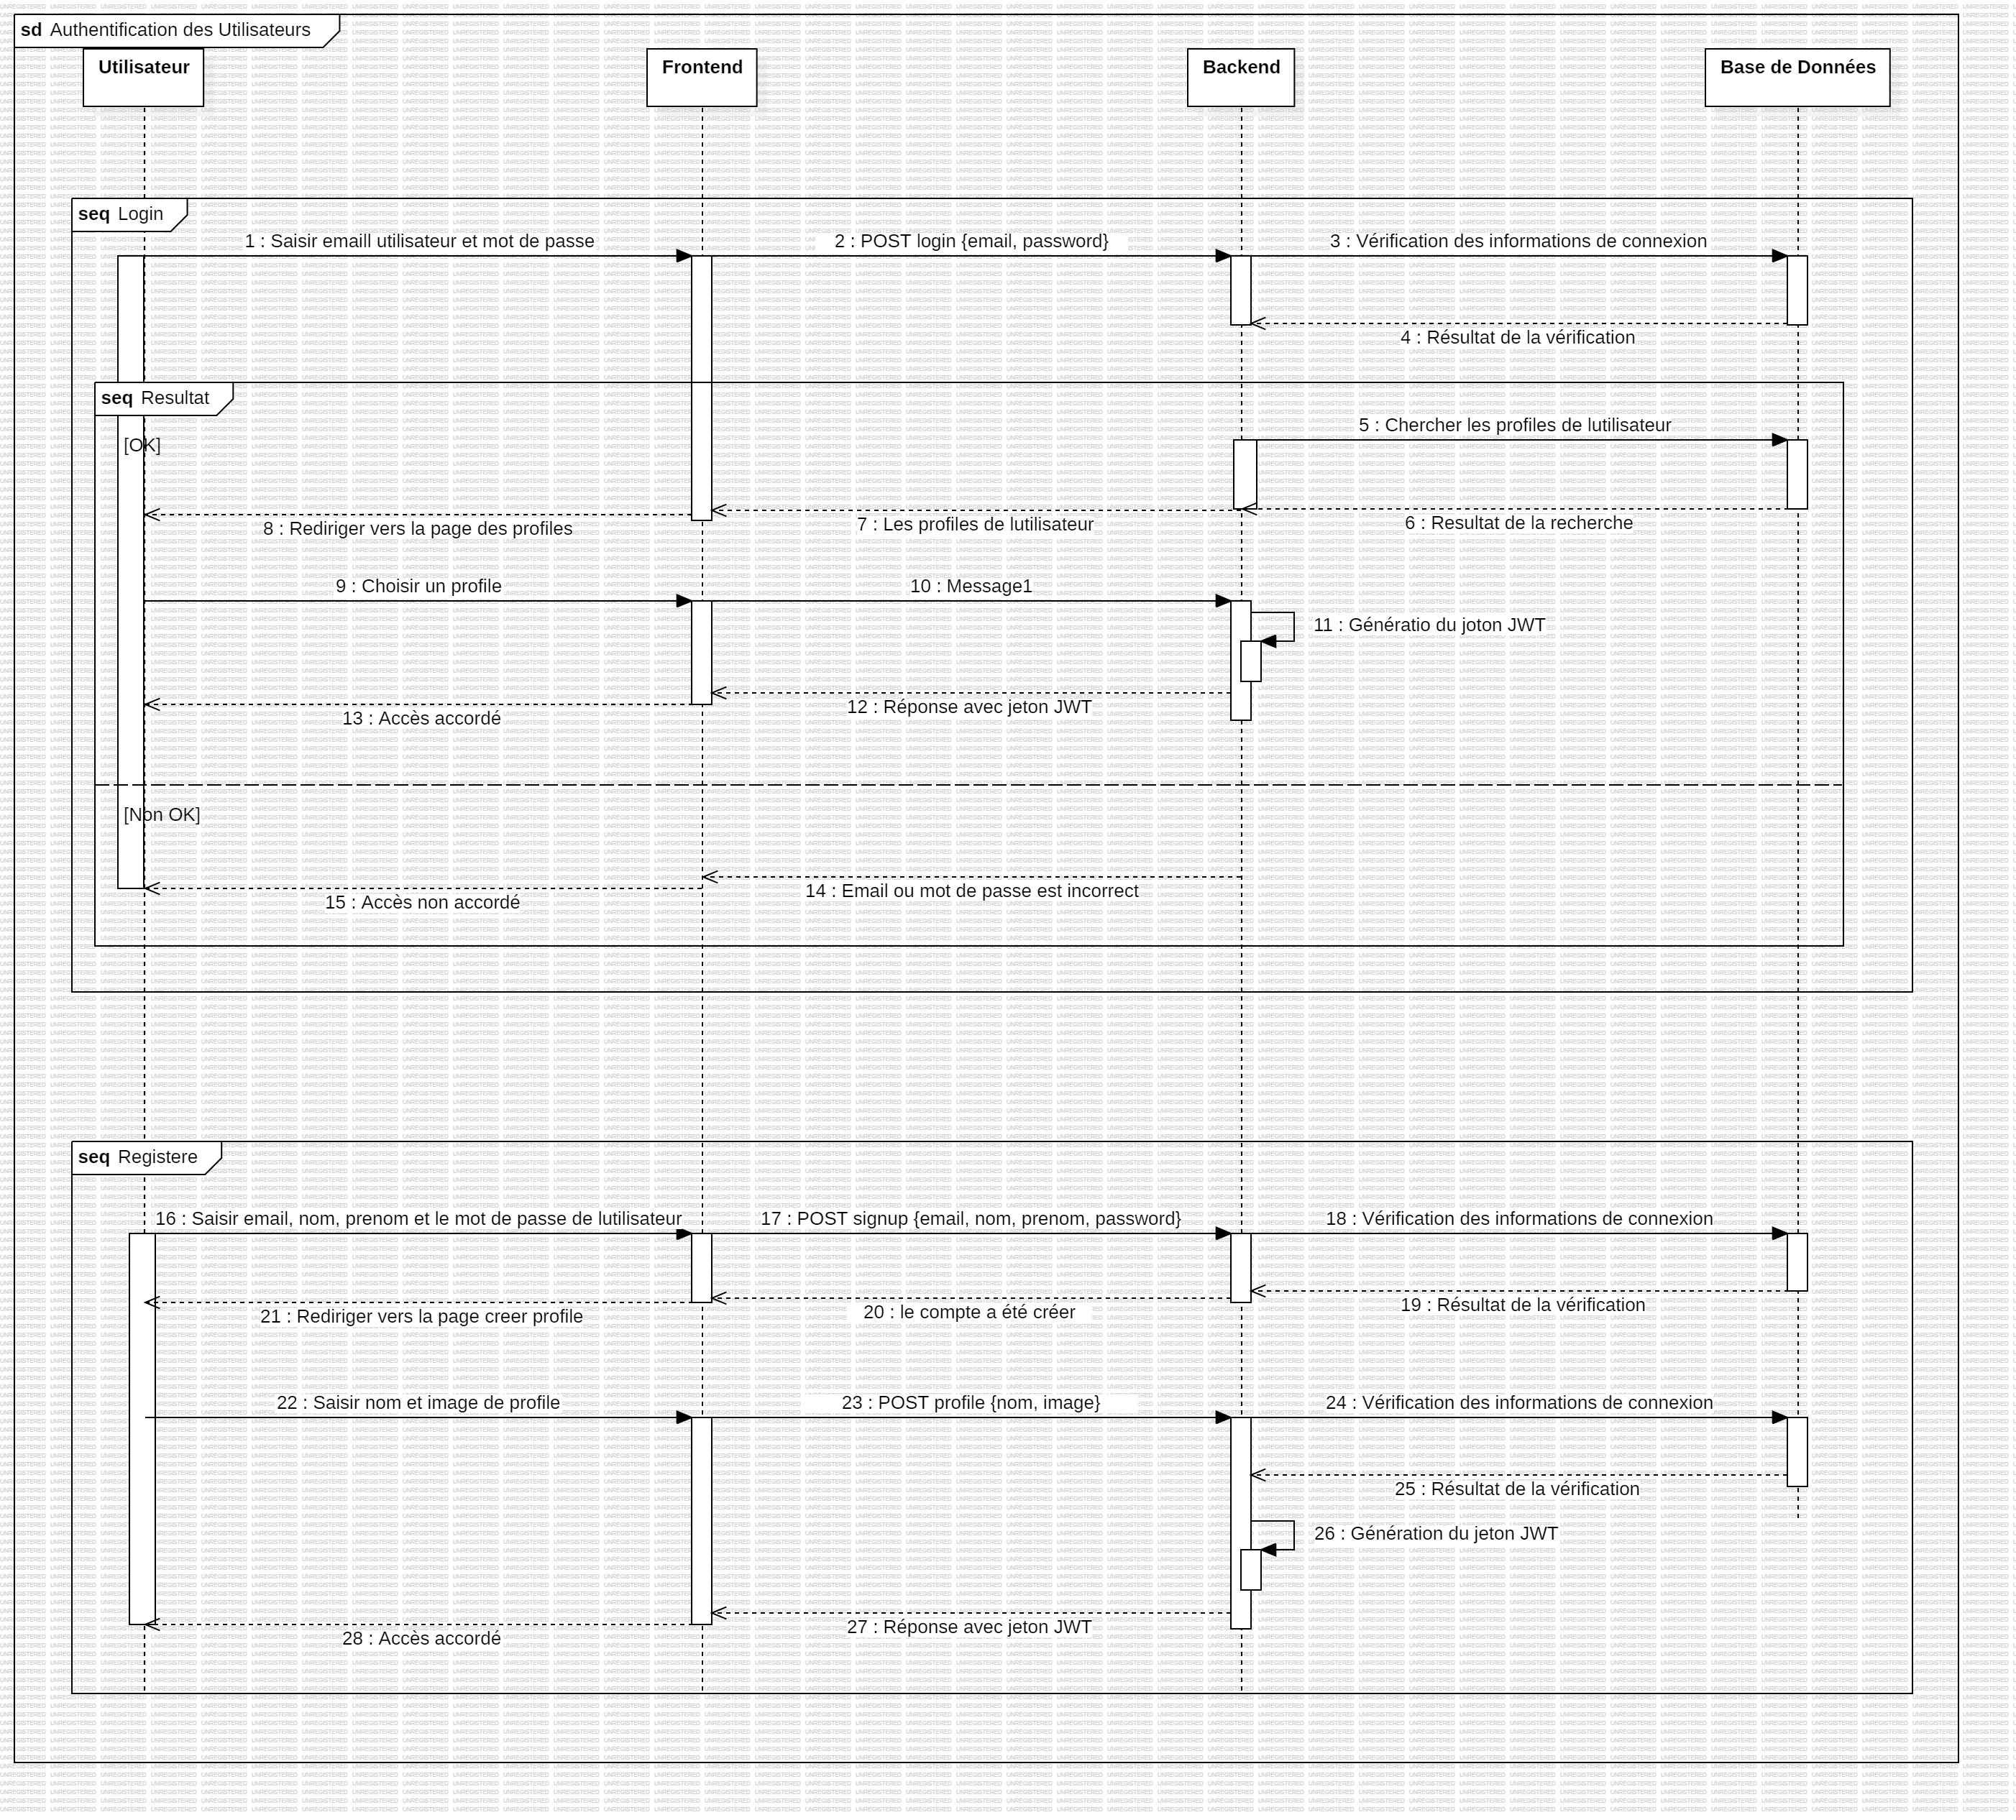 sd Authentification des Utilisateurs
Utilisateur
Frontend
Backend
Base de Données
seq Login
1 : Saisir emaill utilisateur et mot de passe
2 : POST login {email, password}
3 : Vérification des informations de connexion
4 : Résultat de la vérification
seq Resultat
[OK]
5 : Chercher les profiles de lutilisateur
6 : Resultat de la recherche
7 : Les profiles de lutilisateur
8 : Rediriger vers la page des profiles
9 : Choisir un profile
10 : Message1
11 : Génératio du joton JWT
12 : Réponse avec jeton JWT
13 : Accès accordé
[Non OK]
14 : Email ou mot de passe est incorrect
15 : Accès non accordé
seq Registere
16 : Saisir email, nom, prenom et le mot de passe de lutilisateur
17 : POST signup {email, nom, prenom, password}
18 : Vérification des informations de connexion
19 : Résultat de la vérification
20 : le compte a été créer
21 : Rediriger vers la page creer profile
22 : Saisir nom et image de profile
23 : POST profile {nom, image}
24 : Vérification des informations de connexion
25 : Résultat de la vérification
26 : Génération du jeton JWT
27 : Réponse avec jeton JWT
28 : Accès accordé
UNREGISTERED